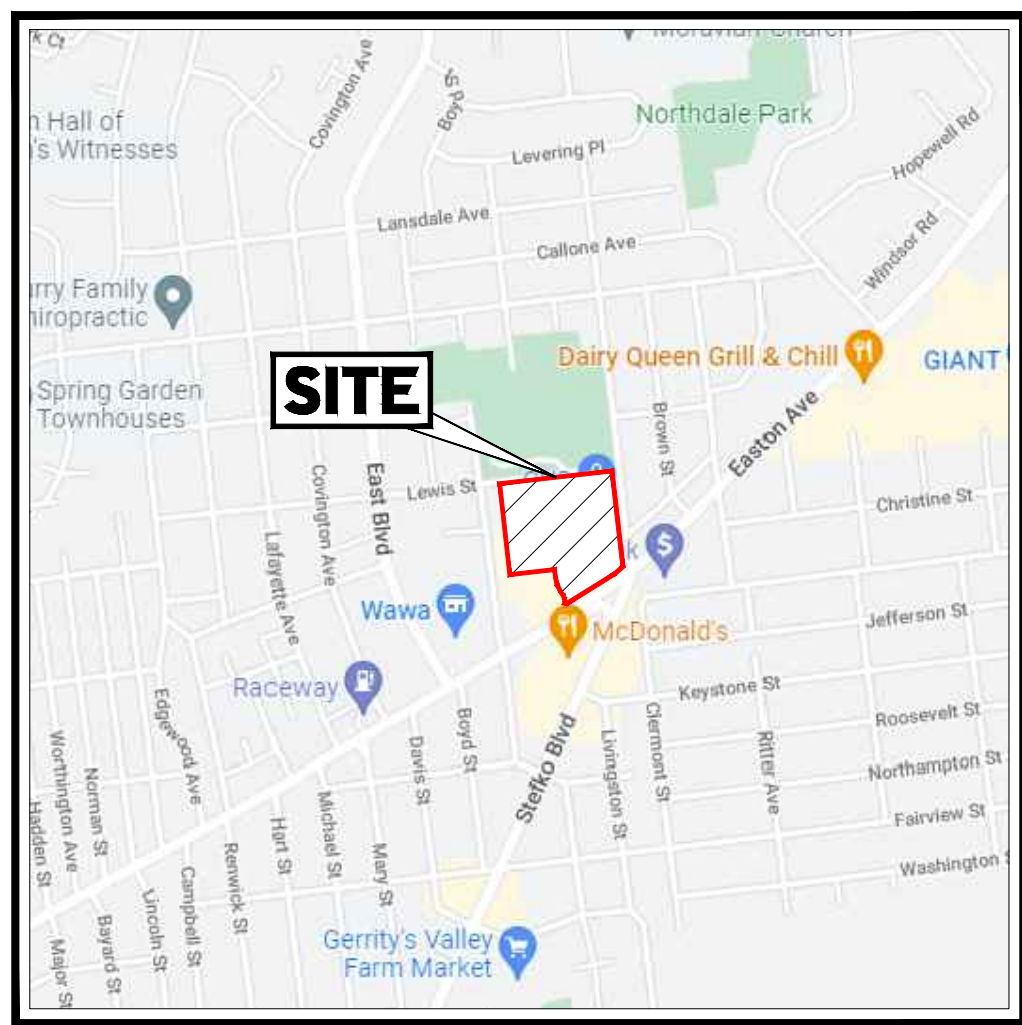 Moravian Church
k Ct
Covington Ave
Boyd S
Northdale Park
n Hall of
's Witnesses
Levering Pl
Hopewell Rd
Lansdale Ave
Callone Ave
Windsor Rd
rry Family
hiropractic
Dairy Queen Grill & Chill
GIANT
SITE
Spring Garden
Townhouses
Brown St
Easton Ave
Covington Ave
East Blvd
Lewis St
Christine St
Lafayette Ave
k
Wawa
Jefferson St
McDonald's
Raceway
Keystone St
Edgewood Ave
Roosevelt St
Boyd St
Davis St
Stefko Blvd
Livingston St
Clermont St
Ritter Ave
Northampton St
Worthington Ave
Norman St
Hadden St
Hart St
Michael St
Mary St
Fairview St
Renwick St
Washington S
Campbell St
Lincoln St
Bayard St
Major St
Gerrity's Valley
Farm Market